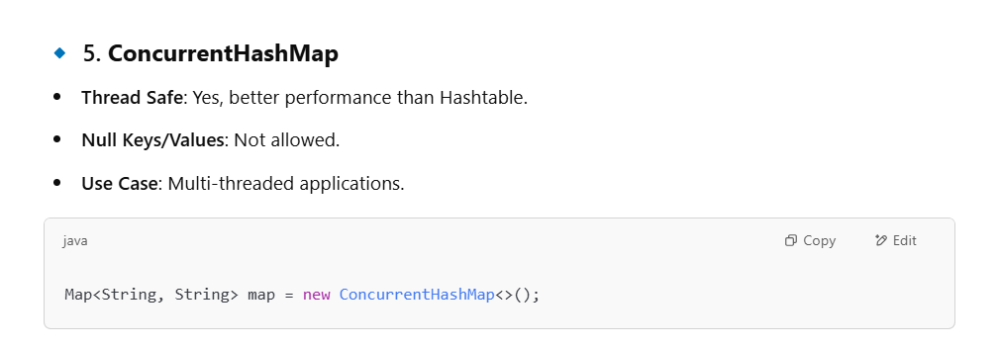 5. ConcurrentHashMap
Thread Safe: Yes, better performance than Hashtable.
Null Keys/Values: Not allowed.
Use Case: Multi-threaded applications.
java Copy Edit
Map<String, String> map = new ConcurrentHashMap<>();